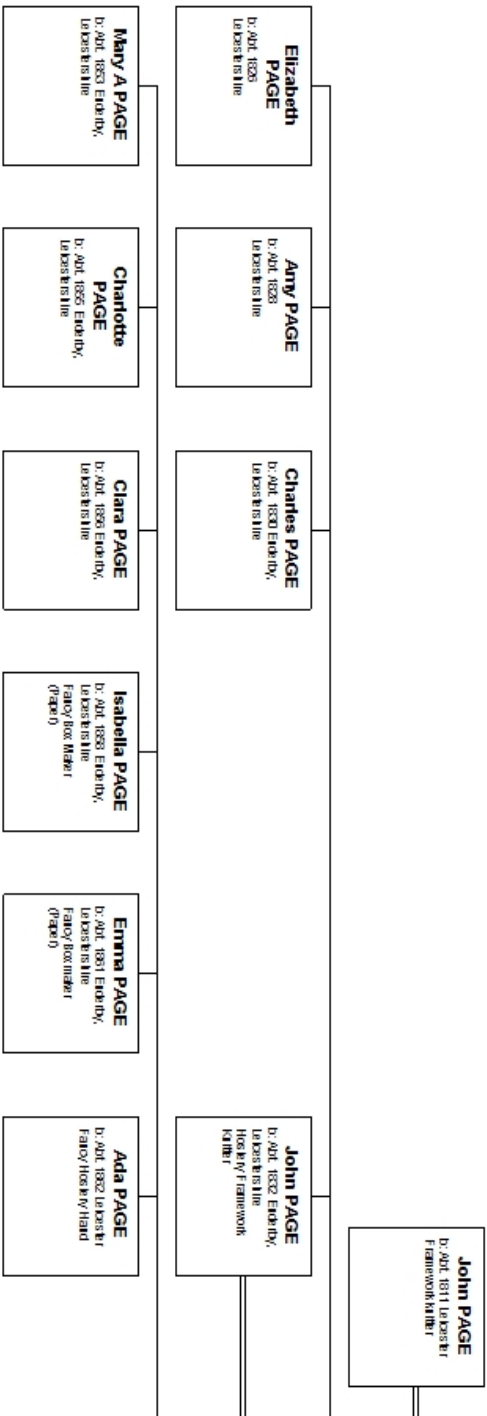 John PAGE
b: Abt. 1811 Leicester
Framework knitter
Elizabeth
PAGE
b: Abt. 1826
Leicestershire
Amy PAGE
b: Abt. 1828
Leicestershire
Charles PAGE
b: Abt. 1830 Enderby,
Leicestershire
John PAGE
b: Abt. 1832 Enderby,
Leicestershire
Hosiery Framework
Knitter
Mary A PAGE
b: Abt. 1853 Enderby,
Leicestershire
Charlotte
PAGE
b: Abt. 1855 Enderby,
Leicestershire
Clara PAGE
b: Abt. 1856 Enderby,
Leicestershire
Isabella PAGE
b: Abt. 1858 Enderby,
Leicestershire
Fancy Box Maker
(Paper)
Emma PAGE
b: Abt. 1861 Enderby,
Leicestershire
Fancy Box maker
(Paper)
Ada PAGE
b: Abt. 1862 Leicester
Fancy Hosiery Hand